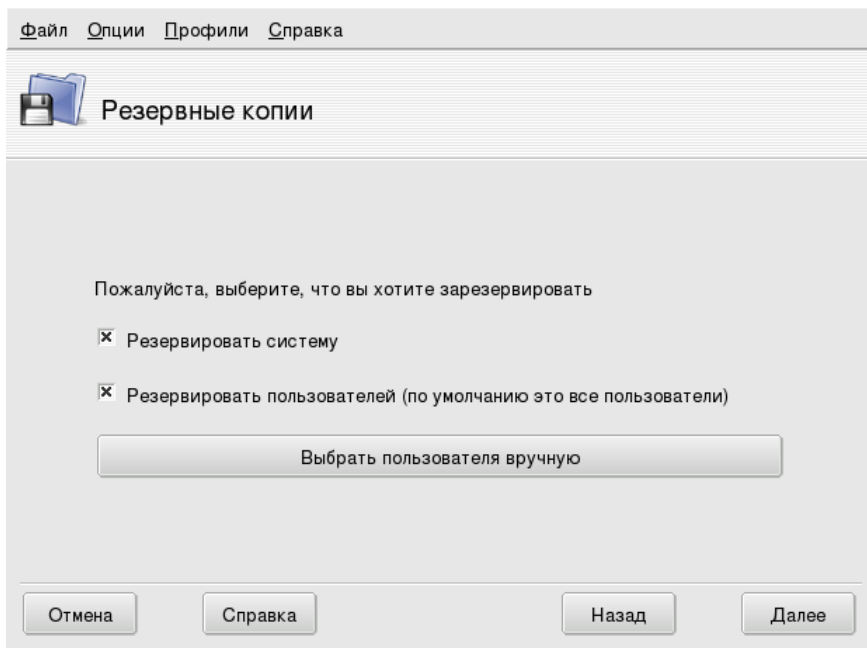 Файл Опции Профили Справка
Резервные копии
Пожалуйста, выберите, что вы хотите зарезервировать
Резервировать систему
Резервировать пользователей (по умолчанию это все пользователи)
Выбрать пользователя вручную
Отмена Справка Назад Далее